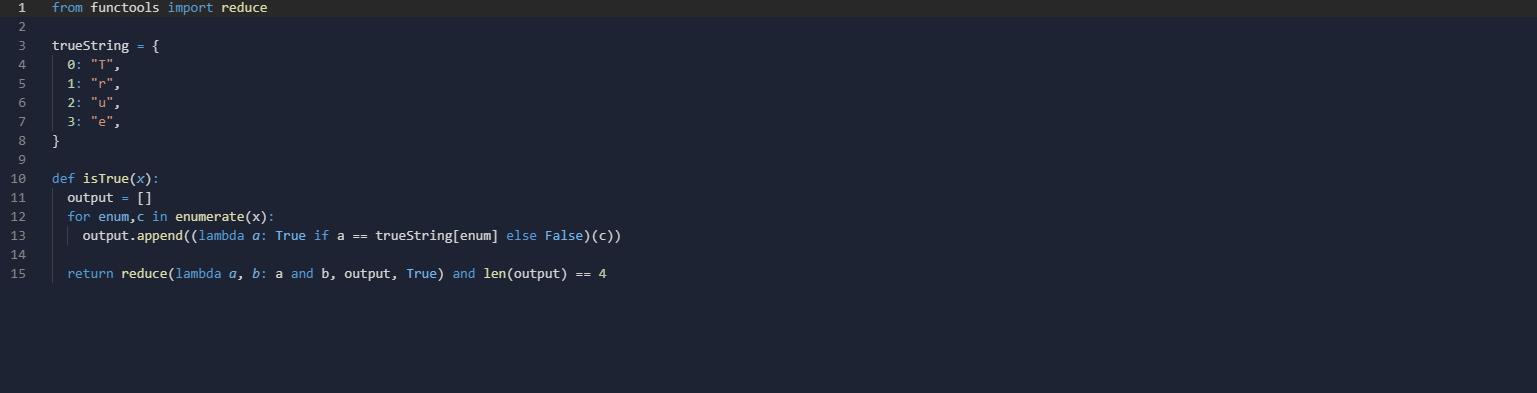 1 from functools import reduce
2
3 trueString = {
4   0: "T",
5   1: "r",
6   2: "u",
7   3: "e",
8 }
9
10 def isTrue(x):
11   output = []
12   for enum,c in enumerate(x):
13     output.append((lambda a: True if a == trueString[enum] else False)(c))
14
15   return reduce(lambda a, b: a and b, output, True) and len(output) == 4